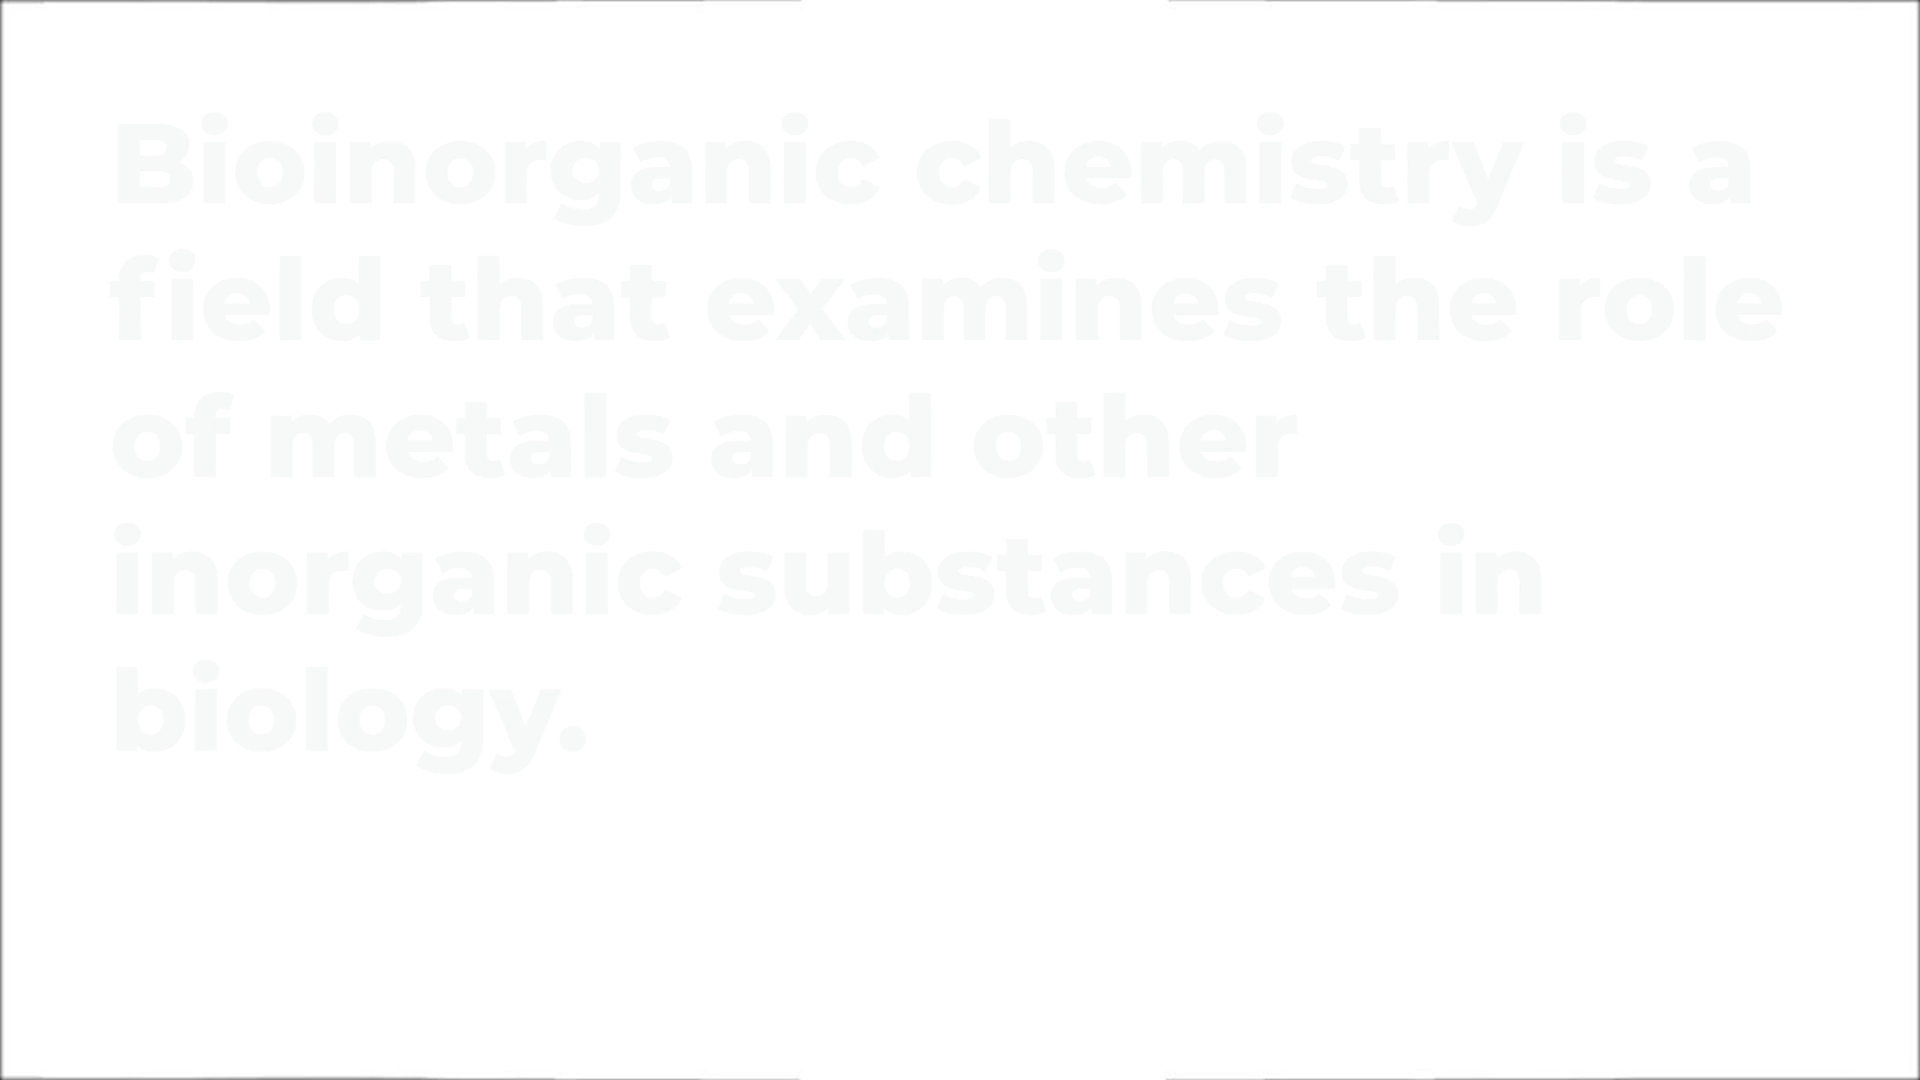 Bioinorganic chemistry is a
field that examines the role
of metals and other
inorganic substances in
biology.